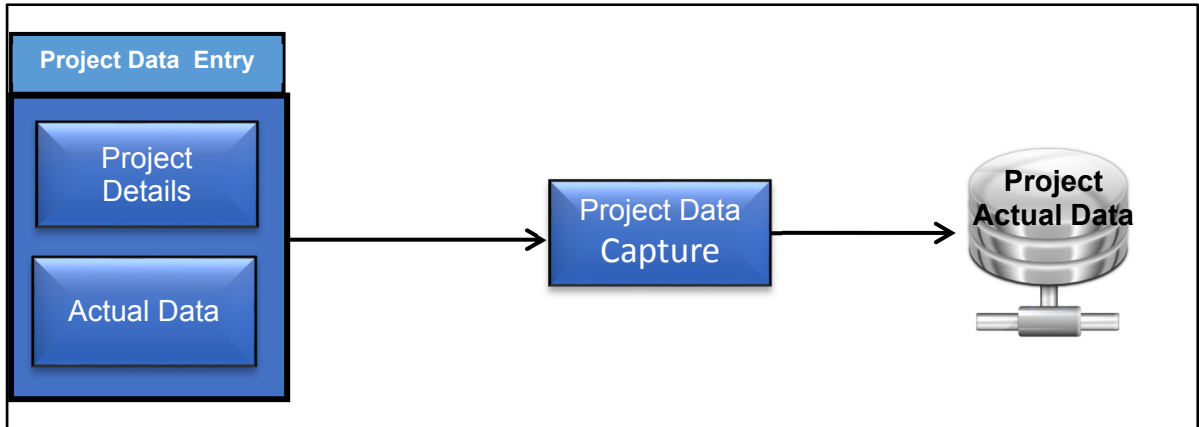 Project Data Entry
Project
Details
Actual Data
Project Data
Capture
Project
Actual Data